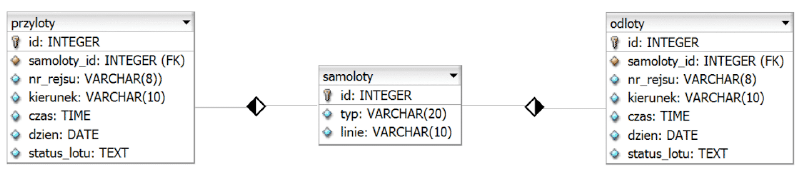 przyloty
id: INTEGER
samoloty_id: INTEGER (FK)
nr_rejsu: VARCHAR(8))
kierunek: VARCHAR(10)
czas: TIME
dzien: DATE
status_lotu: TEXT
samoloty
id: INTEGER
typ: VARCHAR(20)
linie: VARCHAR(10)
odloty
id: INTEGER
samoloty_id: INTEGER (FK)
nr_rejsu: VARCHAR(8)
kierunek: VARCHAR(10)
czas: TIME
dzien: DATE
status_lotu: TEXT